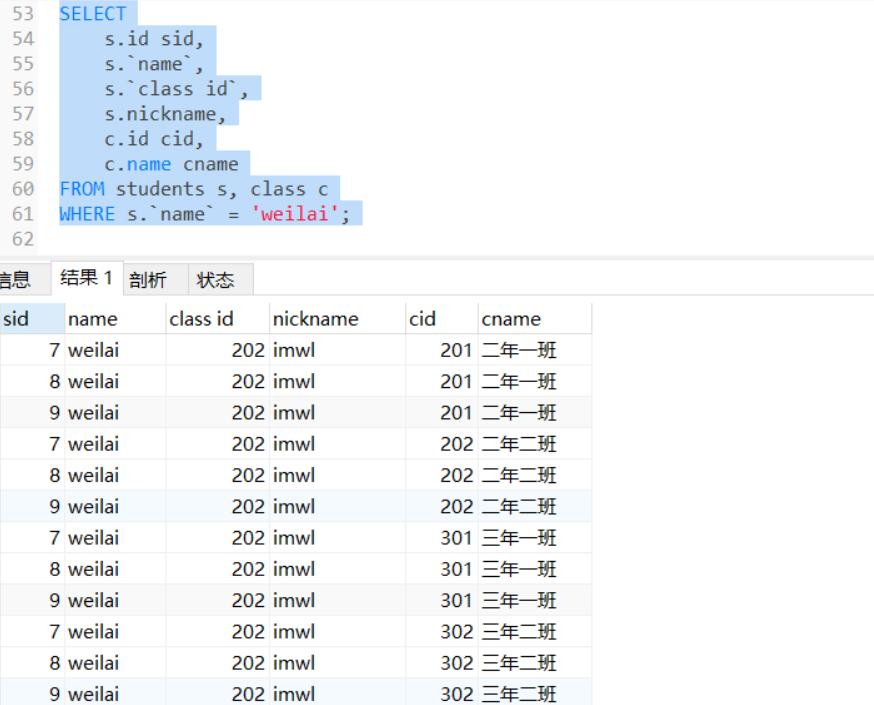 53 SELECT
54 s.id sid,
55 s.`name`,
56 s.`class id`,
57 s.nickname,
58 c.id cid,
59 c.name cname
60 FROM students s, class c
61 WHERE s.`name` = 'weilai';
62
信息 结果 1 剖析 状态
sid name class id nickname cid cname
7 weilai 202 imwl 201 二年一班
8 weilai 202 imwl 201 二年一班
9 weilai 202 imwl 201 二年一班
7 weilai 202 imwl 202 二年二班
8 weilai 202 imwl 202 二年二班
9 weilai 202 imwl 202 二年二班
7 weilai 202 imwl 301 三年一班
8 weilai 202 imwl 301 三年一班
9 weilai 202 imwl 301 三年一班
7 weilai 202 imwl 302 三年二班
8 weilai 202 imwl 302 三年二班
9 weilai 202 imwl 302 三年二班